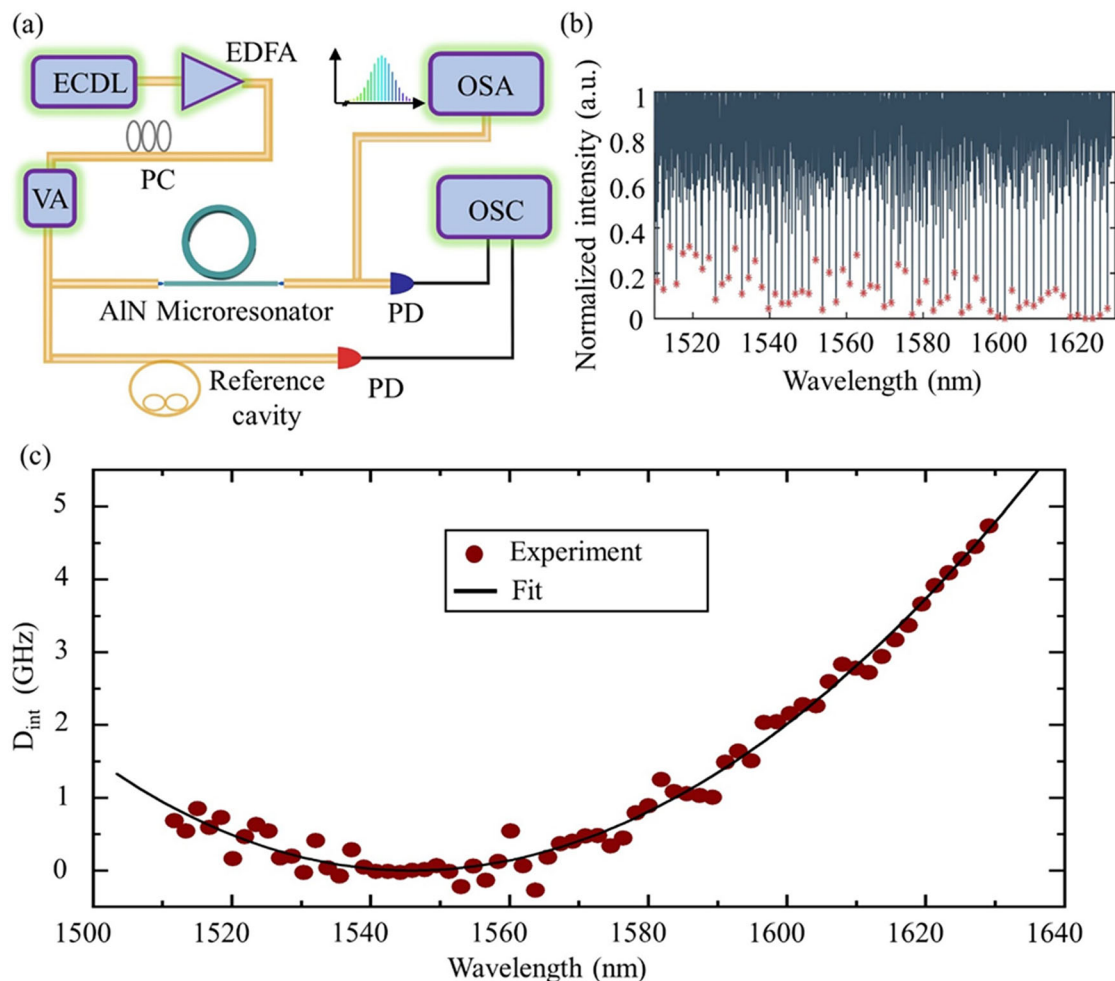 (a)
ECDL
EDFA
OSA
PC
VA
OSC
AlN Microresonator
PD
Reference
cavity
PD
(b)
Normalized intensity (a.u.)
1
0.8
0.6
0.4
0.2
0
1520 1540 1560 1580 1600 1620
Wavelength (nm)
(c)
D_int (GHz)
5
4
3
2
1
0
Experiment
Fit
1500 1520 1540 1560 1580 1600 1620 1640
Wavelength (nm)